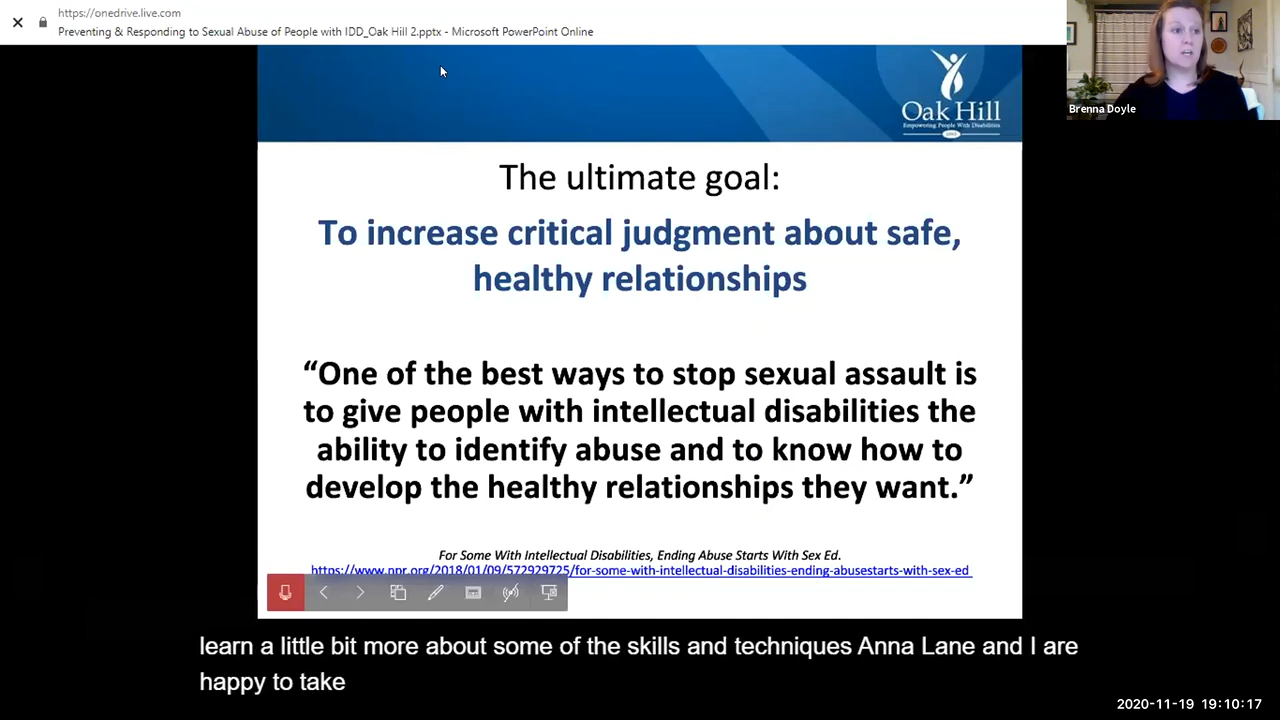 https://onedrive.live.com
Preventing & Responding to Sexual Abuse of People with IDD_Oak Hill 2.pptx - Microsoft PowerPoint Online
Brenna Doyle
Oak Hill
Empowering People With Disabilities
The ultimate goal:
To increase critical judgment about safe,
healthy relationships
“One of the best ways to stop sexual assault is
to give people with intellectual disabilities the
ability to identify abuse and to know how to
develop the healthy relationships they want.”
For Some With Intellectual Disabilities, Ending Abuse Starts With Sex Ed.
https://www.npr.org/2018/01/09/572929725/for-some-with-intellectual-disabilities-ending-abusestarts-with-sex-ed
learn a little bit more about some of the skills and techniques Anna Lane and I are
happy to take
2020-11-19 19:10:17